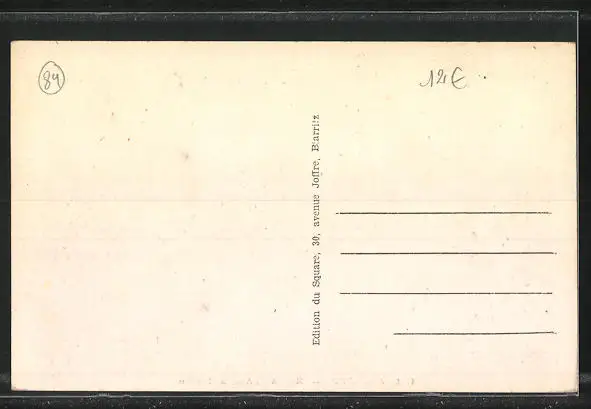 84
12€
Edition du Square, 30, avenue Joffre, Biarritz